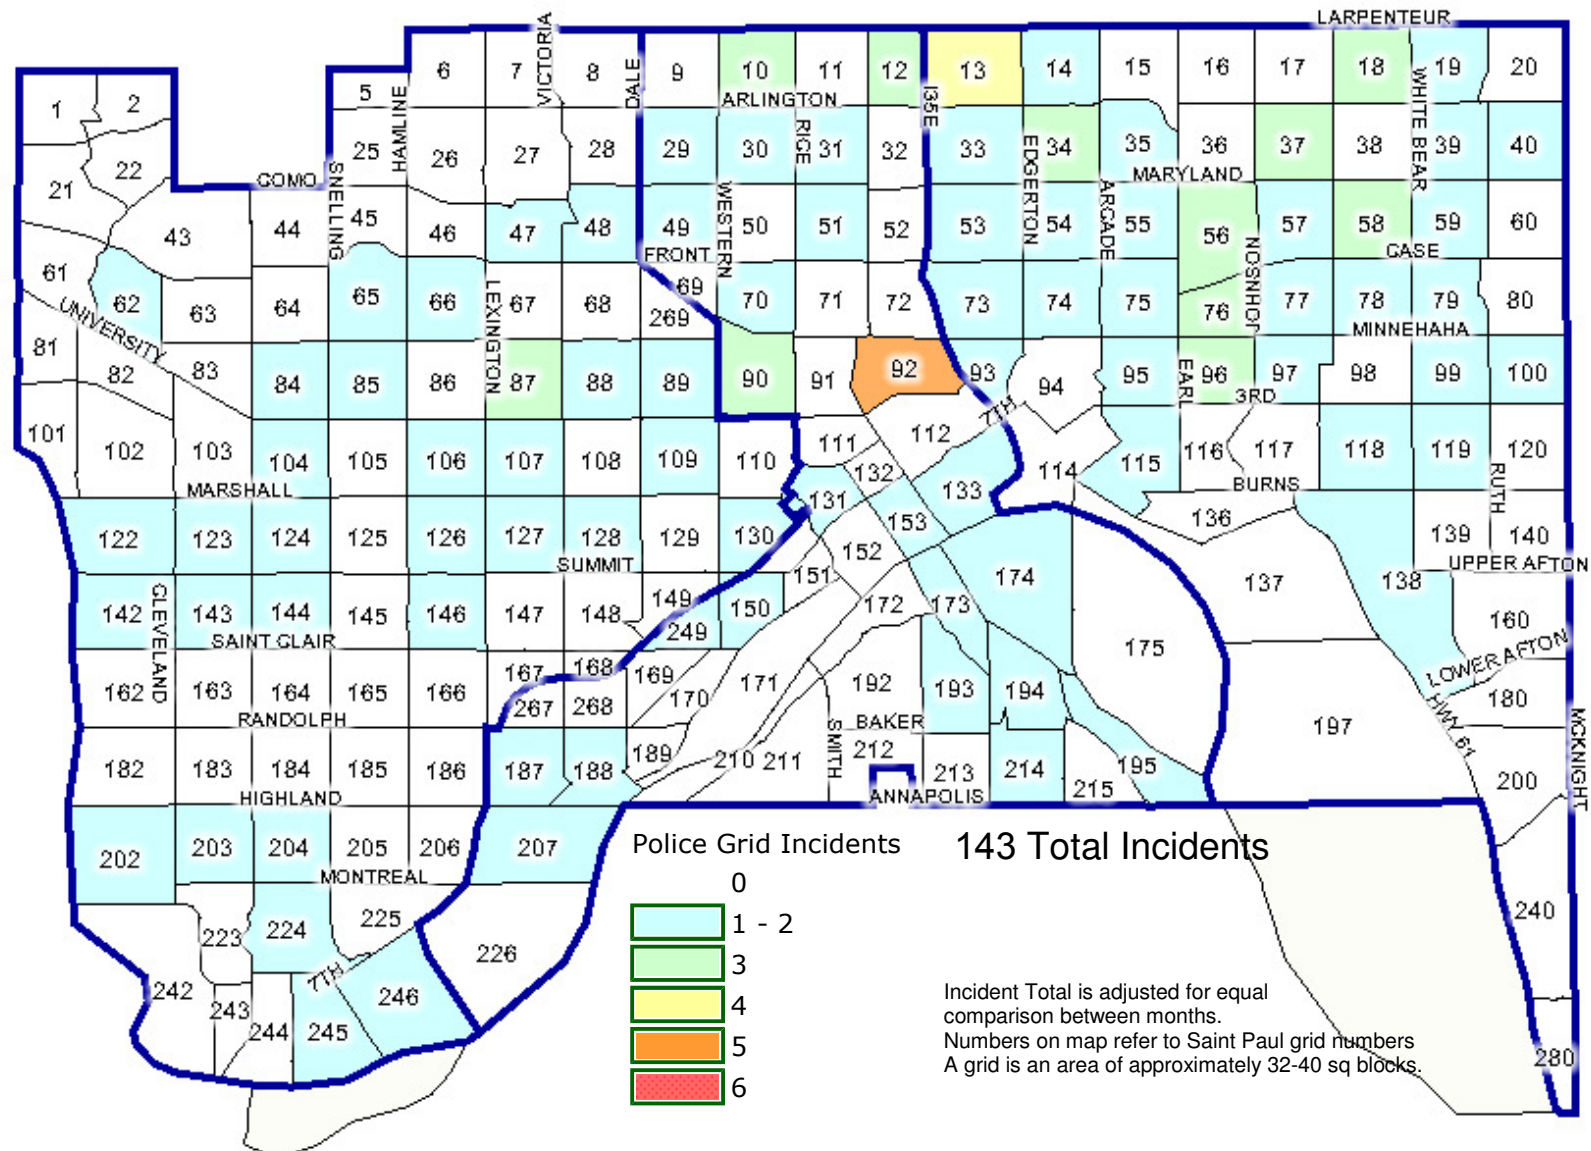 LARPENTEUR
VICTORIA
6 7 8 9 10 11 12 13 14 15 16 17 18 19 20
DALE
I35E
WHITE BEAR
1 2 5
HAMLINE
ARLINGTON
RICE
EDGERTON
25 26 27 28 29 30 31 32 33 34 35 36 37 38 39 40
21 22
COMO
SNELLING
WESTERN
ARCADE
MARYLAND
43 44 45 46 47 48 49 50 51 52 53 54 55 56 57 58 59 60
FRONT
JOHNSON
CASE
61 62 63 64 65 66 67 68 69 269 70 71 72 73 74 75 76 77 78 79 80
UNIVERSITY
LEXINGTON
MINNEHAHA
81 82 83 84 85 86 87 88 89 90 91 92 93 94 95 96 97 98 99 100
EARL
3RD
7TH
101 102 103 104 105 106 107 108 109 110 111 112 114 115 116 117 118 119 120
MARSHALL
BURNS
RUTH
122 123 124 125 126 127 128 129 130 131 132 133 136 137 138 139 140
SUMMIT
UPPER AFTON
142 143 144 145 146 147 148 149 249 150 151 152 153 160
CLEVELAND
SAINT CLAIR
LOWER AFTON
162 163 164 165 166 167 267 168 268 169 170 171 172 173 174 175 180
RANDOLPH
BAKER
HWY 61
MCKNIGHT
182 183 184 185 186 187 188 189 192 193 194 195 197 200
SMITH
210 211 212 213 214 215
HIGHLAND
ANNAPOLIS
202 203 204 205 206 207
MONTREAL
223 224 225 226 240
7TH
242 243 244 245 246 280
Police Grid Incidents
0
1 - 2
3
4
5
6
143 Total Incidents
Incident Total is adjusted for equal
comparison between months.
Numbers on map refer to Saint Paul grid numbers
A grid is an area of approximately 32-40 sq blocks.